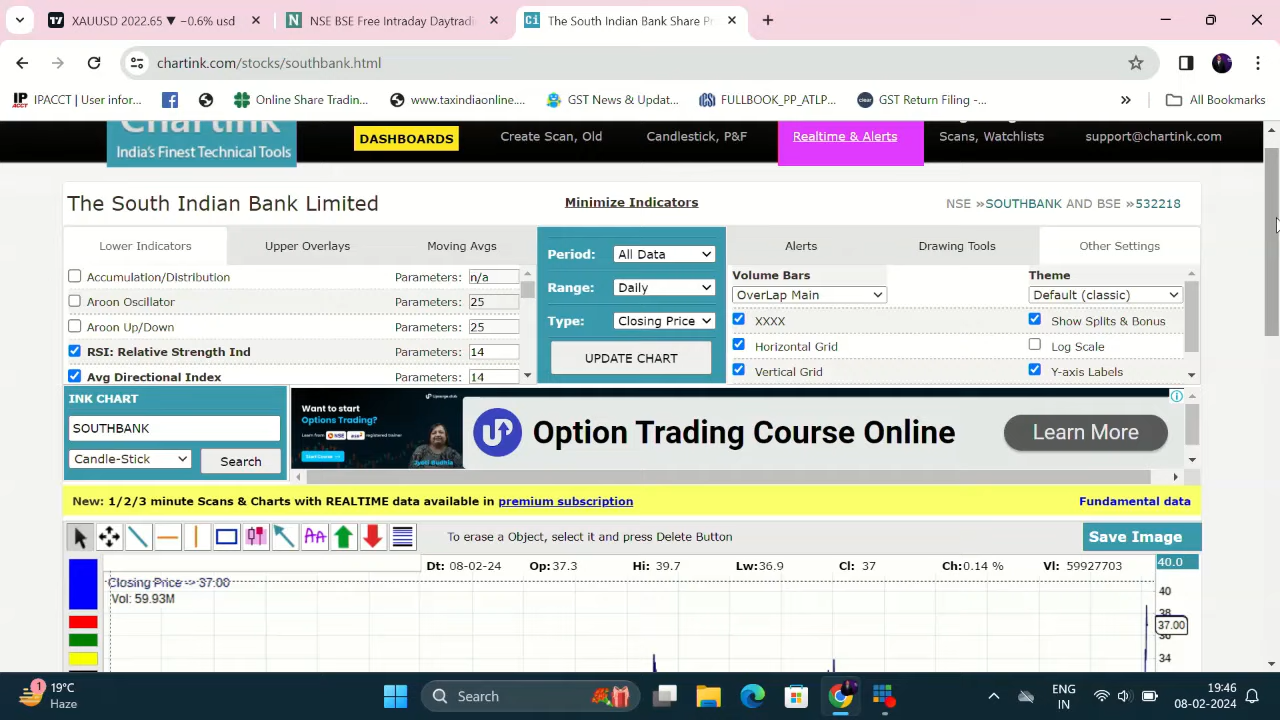 XAUUSD 2022.65 ▼ −0.6% usd
NSE BSE Free Intraday Daytradi
The South Indian Bank Share Pr
chartink.com/stocks/southbank.html
IPACCT | User infor...
Online Share Tradin...
www.taxindiaonline....
GST News & Updat...
FULLBOOK_PP_ATLP...
GST Return Filing -...
All Bookmarks
Chartink
India's Finest Technical Tools
DASHBOARDS
Create Scan, Old
Candlestick, P&F
Realtime & Alerts
Scans, Watchlists
support@chartink.com
The South Indian Bank Limited
Minimize Indicators
NSE »SOUTHBANK AND BSE »532218
Lower Indicators
Upper Overlays
Moving Avgs
Period: All Data
Range: Daily
Type: Closing Price
UPDATE CHART
Alerts
Drawing Tools
Other Settings
Accumulation/Distribution Parameters: n/a
Aroon Oscillator Parameters: 25
Aroon Up/Down Parameters: 25
RSI: Relative Strength Ind Parameters: 14
Avg Directional Index Parameters: 14
Volume Bars
OverLap Main
XXXX
Horizontal Grid
Vertical Grid
Theme
Default (classic)
Show Splits & Bonus
Log Scale
Y-axis Labels
INK CHART
SOUTHBANK
Candle-Stick
Search
Want to start
Options Trading?
Option Trading Course Online
Learn More
New: 1/2/3 minute Scans & Charts with REALTIME data available in premium subscription
Fundamental data
To erase a Object, select it and press Delete Button
Save Image
Dt: 08-02-24 Op:37.3 Hi: 39.7 Lw:36.9 Cl: 37 Ch:0.14 % Vl: 59927703
40.0
Closing Price -> 37.00
Vol: 59.93M
40
38
37.00
36
34
1
19°C
Haze
Search
ENG
IN
19:46
08-02-2024